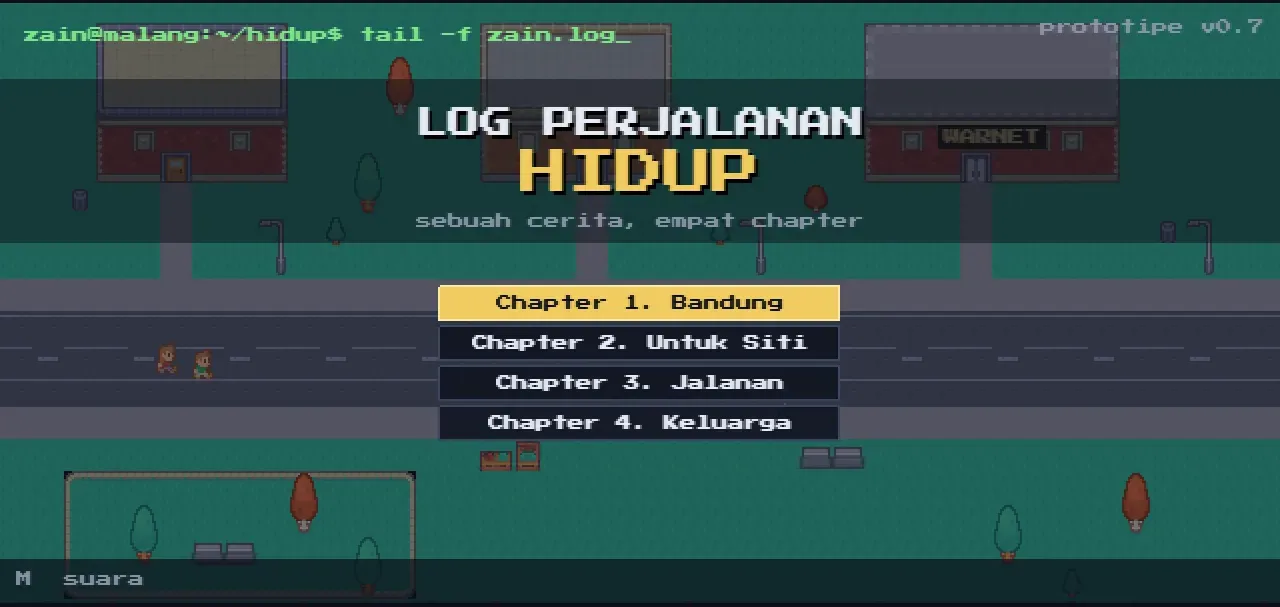 zain@malang:~/hidup$ tail -f zain.log_
prototipe v0.7
LOG PERJALANAN
HIDUP
WARNET
sebuah cerita, empat chapter
Chapter 1. Bandung
Chapter 2. Untuk Siti
Chapter 3. Jalanan
Chapter 4. Keluarga
M suara